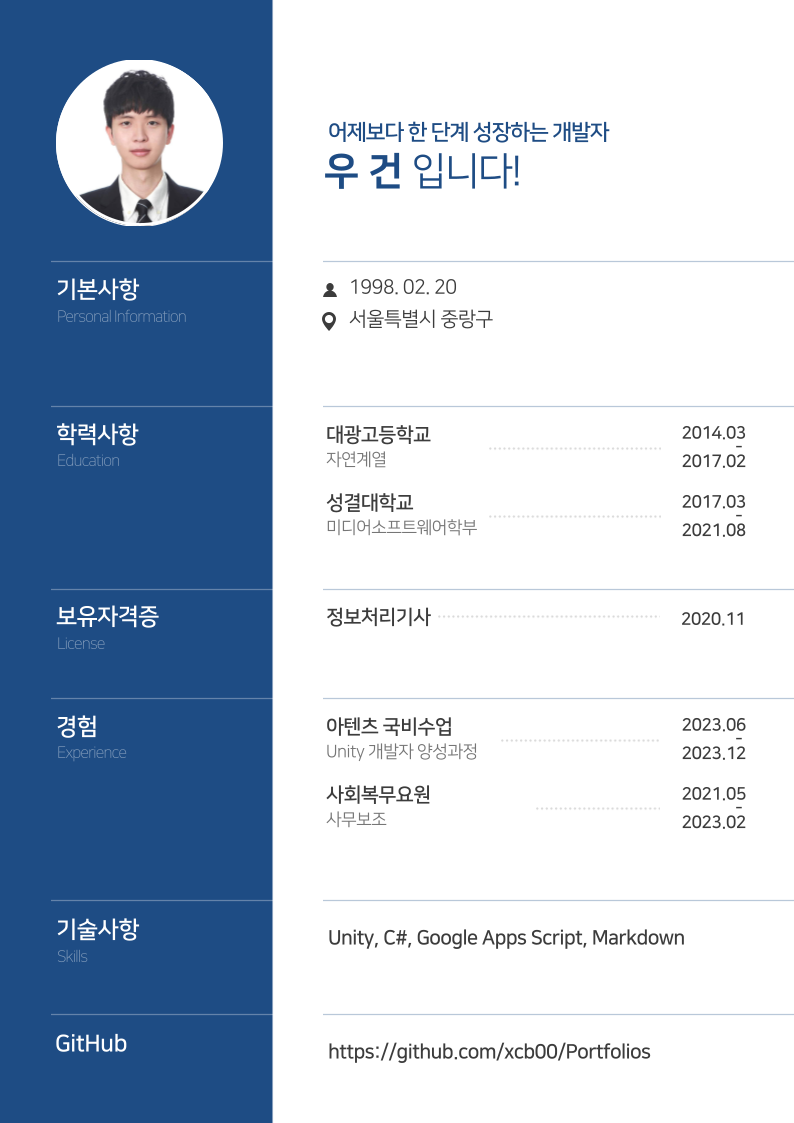 어제보다 한 단계 성장하는 개발자
우 건 입니다!
기본사항
Personal Information
1998. 02. 20
서울특별시 중랑구
학력사항
Education
대광고등학교
자연계열
2014.03
-
2017.02
성결대학교
미디어소프트웨어학부
2017.03
-
2021.08
보유자격증
License
정보처리기사
2020.11
경험
Experience
아텐츠 국비수업
Unity 개발자 양성과정
2023.06
-
2023.12
사회복무요원
사무보조
2021.05
-
2023.02
기술사항
Skills
Unity, C#, Google Apps Script, Markdown
GitHub
https://github.com/xcb00/Portfolios